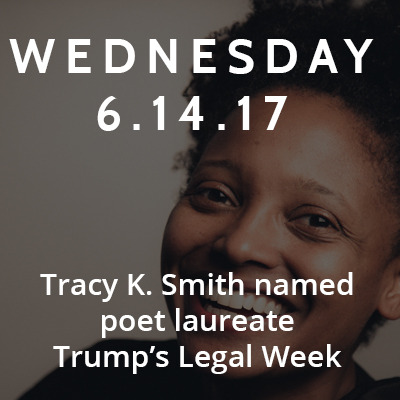 WEDNESDAY
6.14.17
Tracy K. Smith named
poet laureate
Trump’s Legal Week